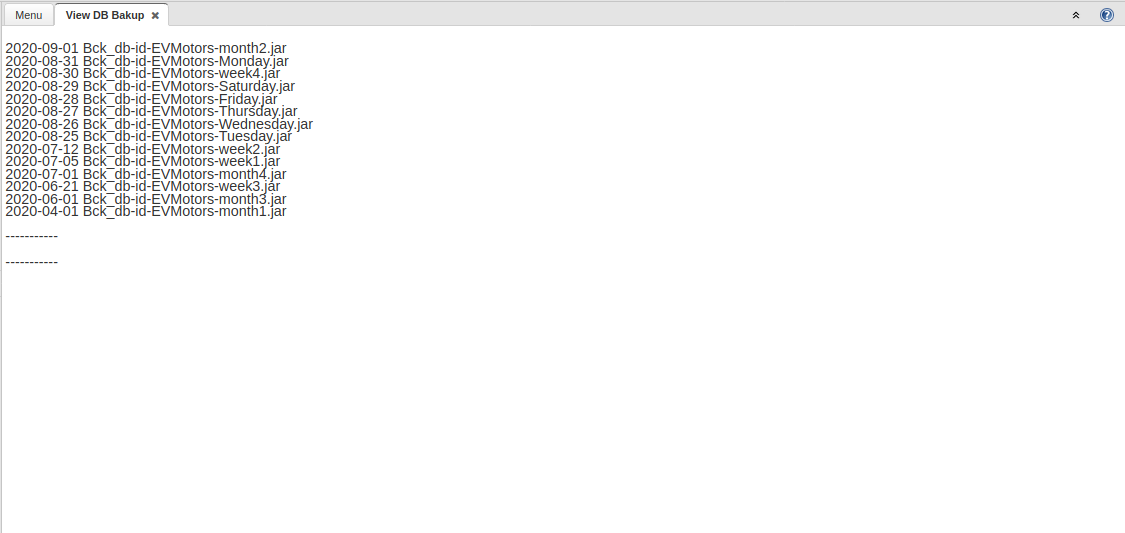 Menu
View DB Bakup
2020-09-01 Bck_db-id-EVMotors-month2.jar
2020-08-31 Bck_db-id-EVMotors-Monday.jar
2020-08-30 Bck_db-id-EVMotors-week4.jar
2020-08-29 Bck_db-id-EVMotors-Saturday.jar
2020-08-28 Bck_db-id-EVMotors-Friday.jar
2020-08-27 Bck_db-id-EVMotors-Thursday.jar
2020-08-26 Bck_db-id-EVMotors-Wednesday.jar
2020-08-25 Bck_db-id-EVMotors-Tuesday.jar
2020-07-12 Bck_db-id-EVMotors-week2.jar
2020-07-05 Bck_db-id-EVMotors-week1.jar
2020-07-01 Bck_db-id-EVMotors-month4.jar
2020-06-21 Bck_db-id-EVMotors-week3.jar
2020-06-01 Bck_db-id-EVMotors-month3.jar
2020-04-01 Bck_db-id-EVMotors-month1.jar
-----------
-----------